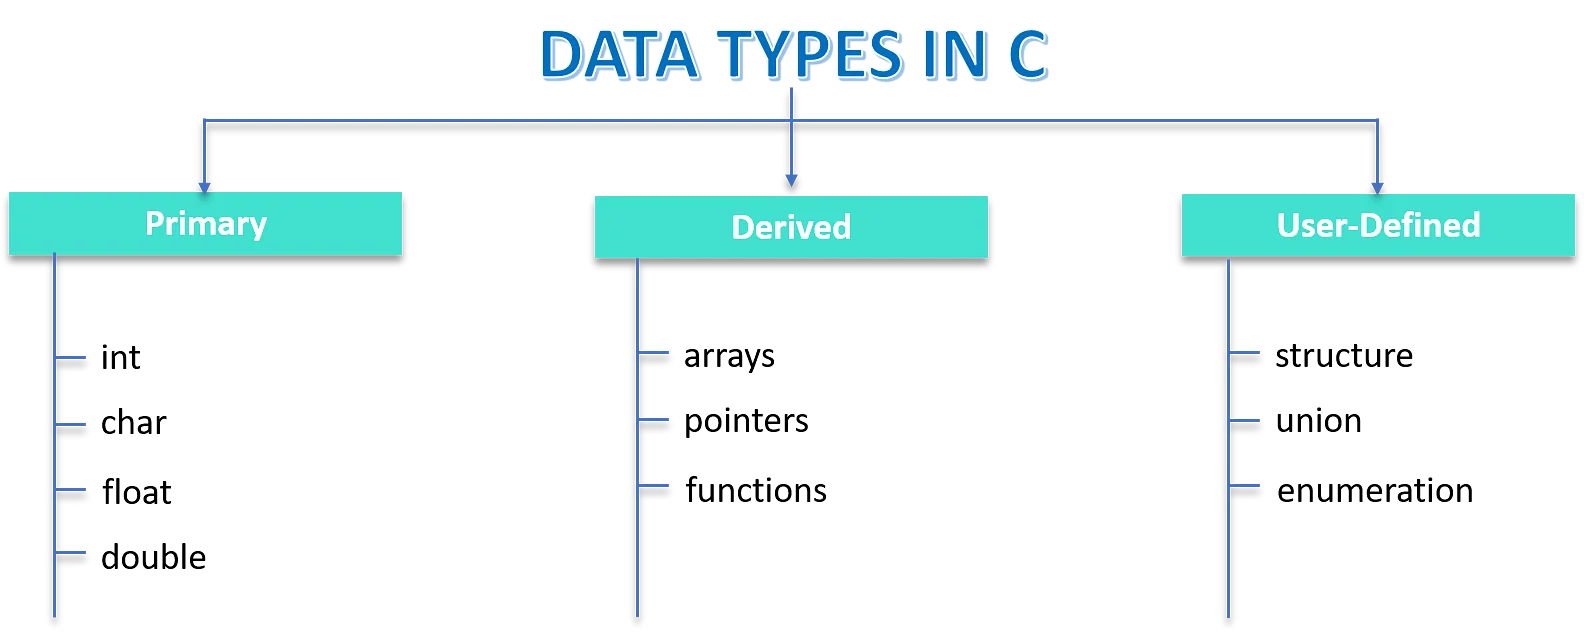 DATA TYPES IN C
Primary
int
char
float
double
Derived
arrays
pointers
functions
User-Defined
structure
union
enumeration